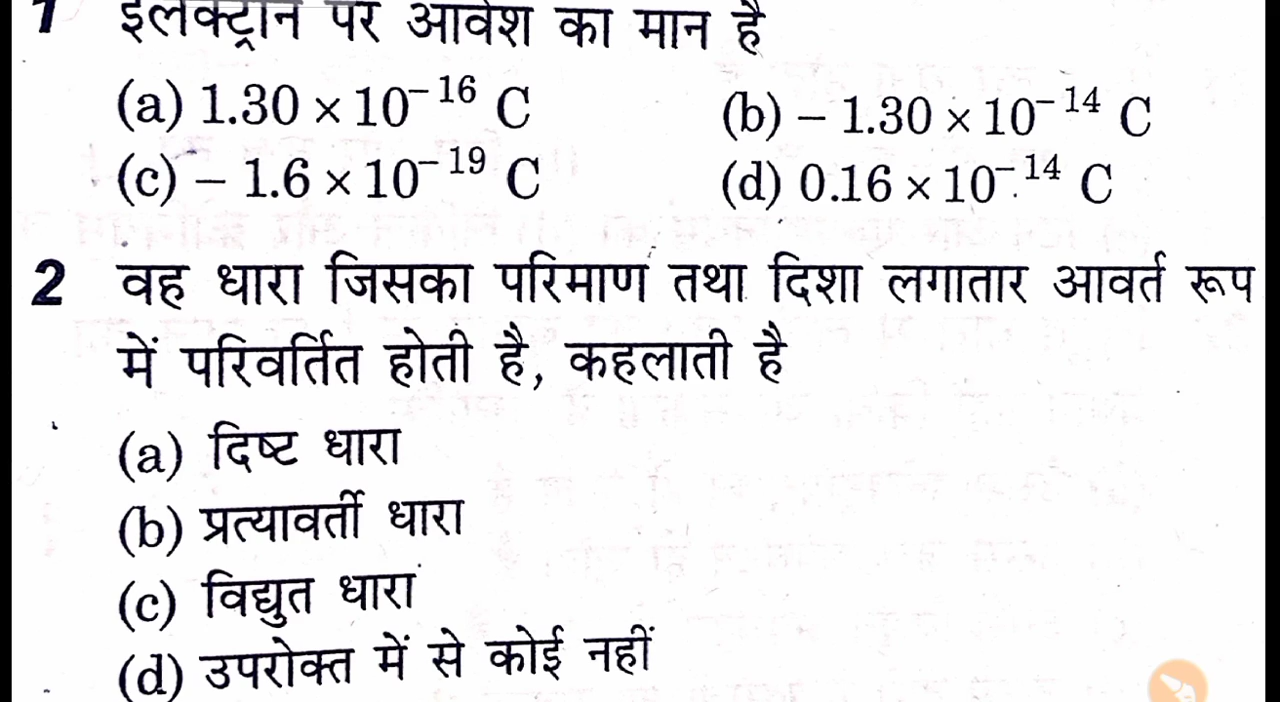 1 इलेक्ट्रॉन पर आवेश का मान है
(a) 1.30 × 10⁻¹⁶ C (b) – 1.30 × 10⁻¹⁴ C
(c) – 1.6 × 10⁻¹⁹ C (d) 0.16 × 10⁻¹⁴ C
2 वह धारा जिसका परिमाण तथा दिशा लगातार आवर्त रूप
में परिवर्तित होती है, कहलाती है
(a) दिष्ट धारा
(b) प्रत्यावर्ती धारा
(c) विद्युत धारा
(d) उपरोक्त में से कोई नहीं